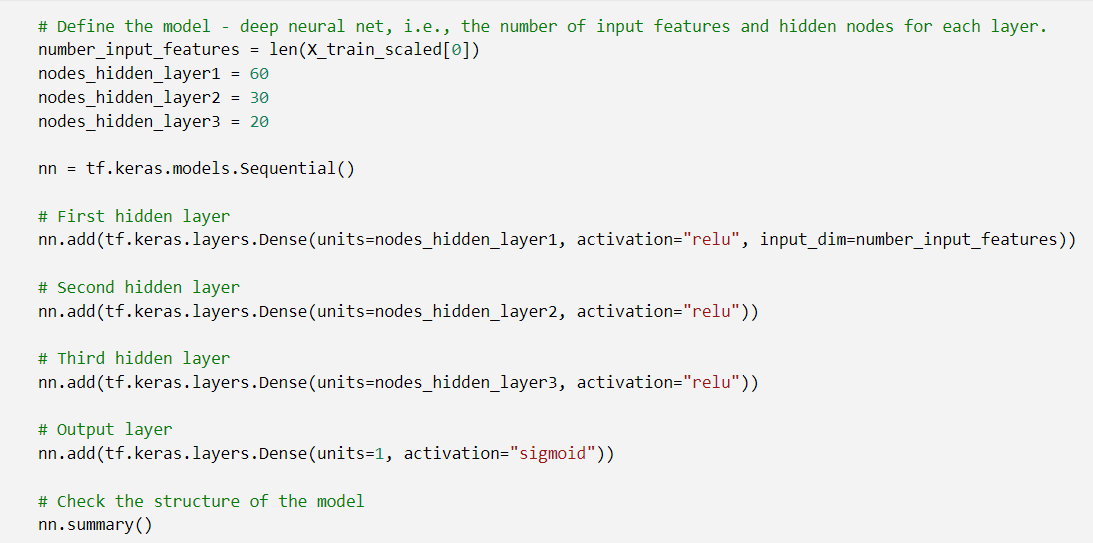 # Define the model - deep neural net, i.e., the number of input features and hidden nodes for each layer.
number_input_features = len(X_train_scaled[0])
nodes_hidden_layer1 = 60
nodes_hidden_layer2 = 30
nodes_hidden_layer3 = 20
nn = tf.keras.models.Sequential()
# First hidden layer
nn.add(tf.keras.layers.Dense(units=nodes_hidden_layer1, activation="relu", input_dim=number_input_features))
# Second hidden layer
nn.add(tf.keras.layers.Dense(units=nodes_hidden_layer2, activation="relu"))
# Third hidden layer
nn.add(tf.keras.layers.Dense(units=nodes_hidden_layer3, activation="relu"))
# Output layer
nn.add(tf.keras.layers.Dense(units=1, activation="sigmoid"))
# Check the structure of the model
nn.summary()